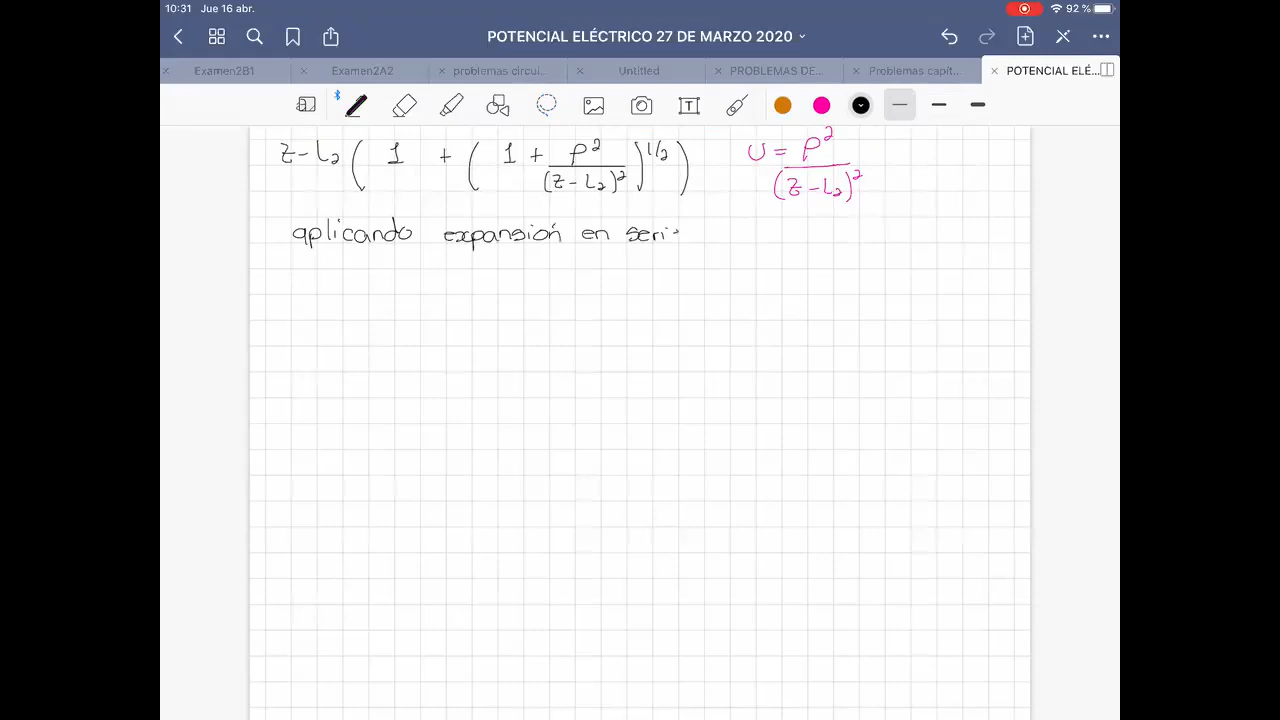 10:31 Jue 16 abr. 92 %
POTENCIAL ELÉCTRICO 27 DE MARZO 2020
Examen2B1 Examen2A2 problemas circui... Untitled PROBLEMAS DE... Problemas capít... POTENCIAL ELÉ...
z-L₂ ( 1 + ( 1 + ρ²/(z-L₂)² )^1/2 ) U = ρ²/(z-L₂)²
aplicando expansión en seri